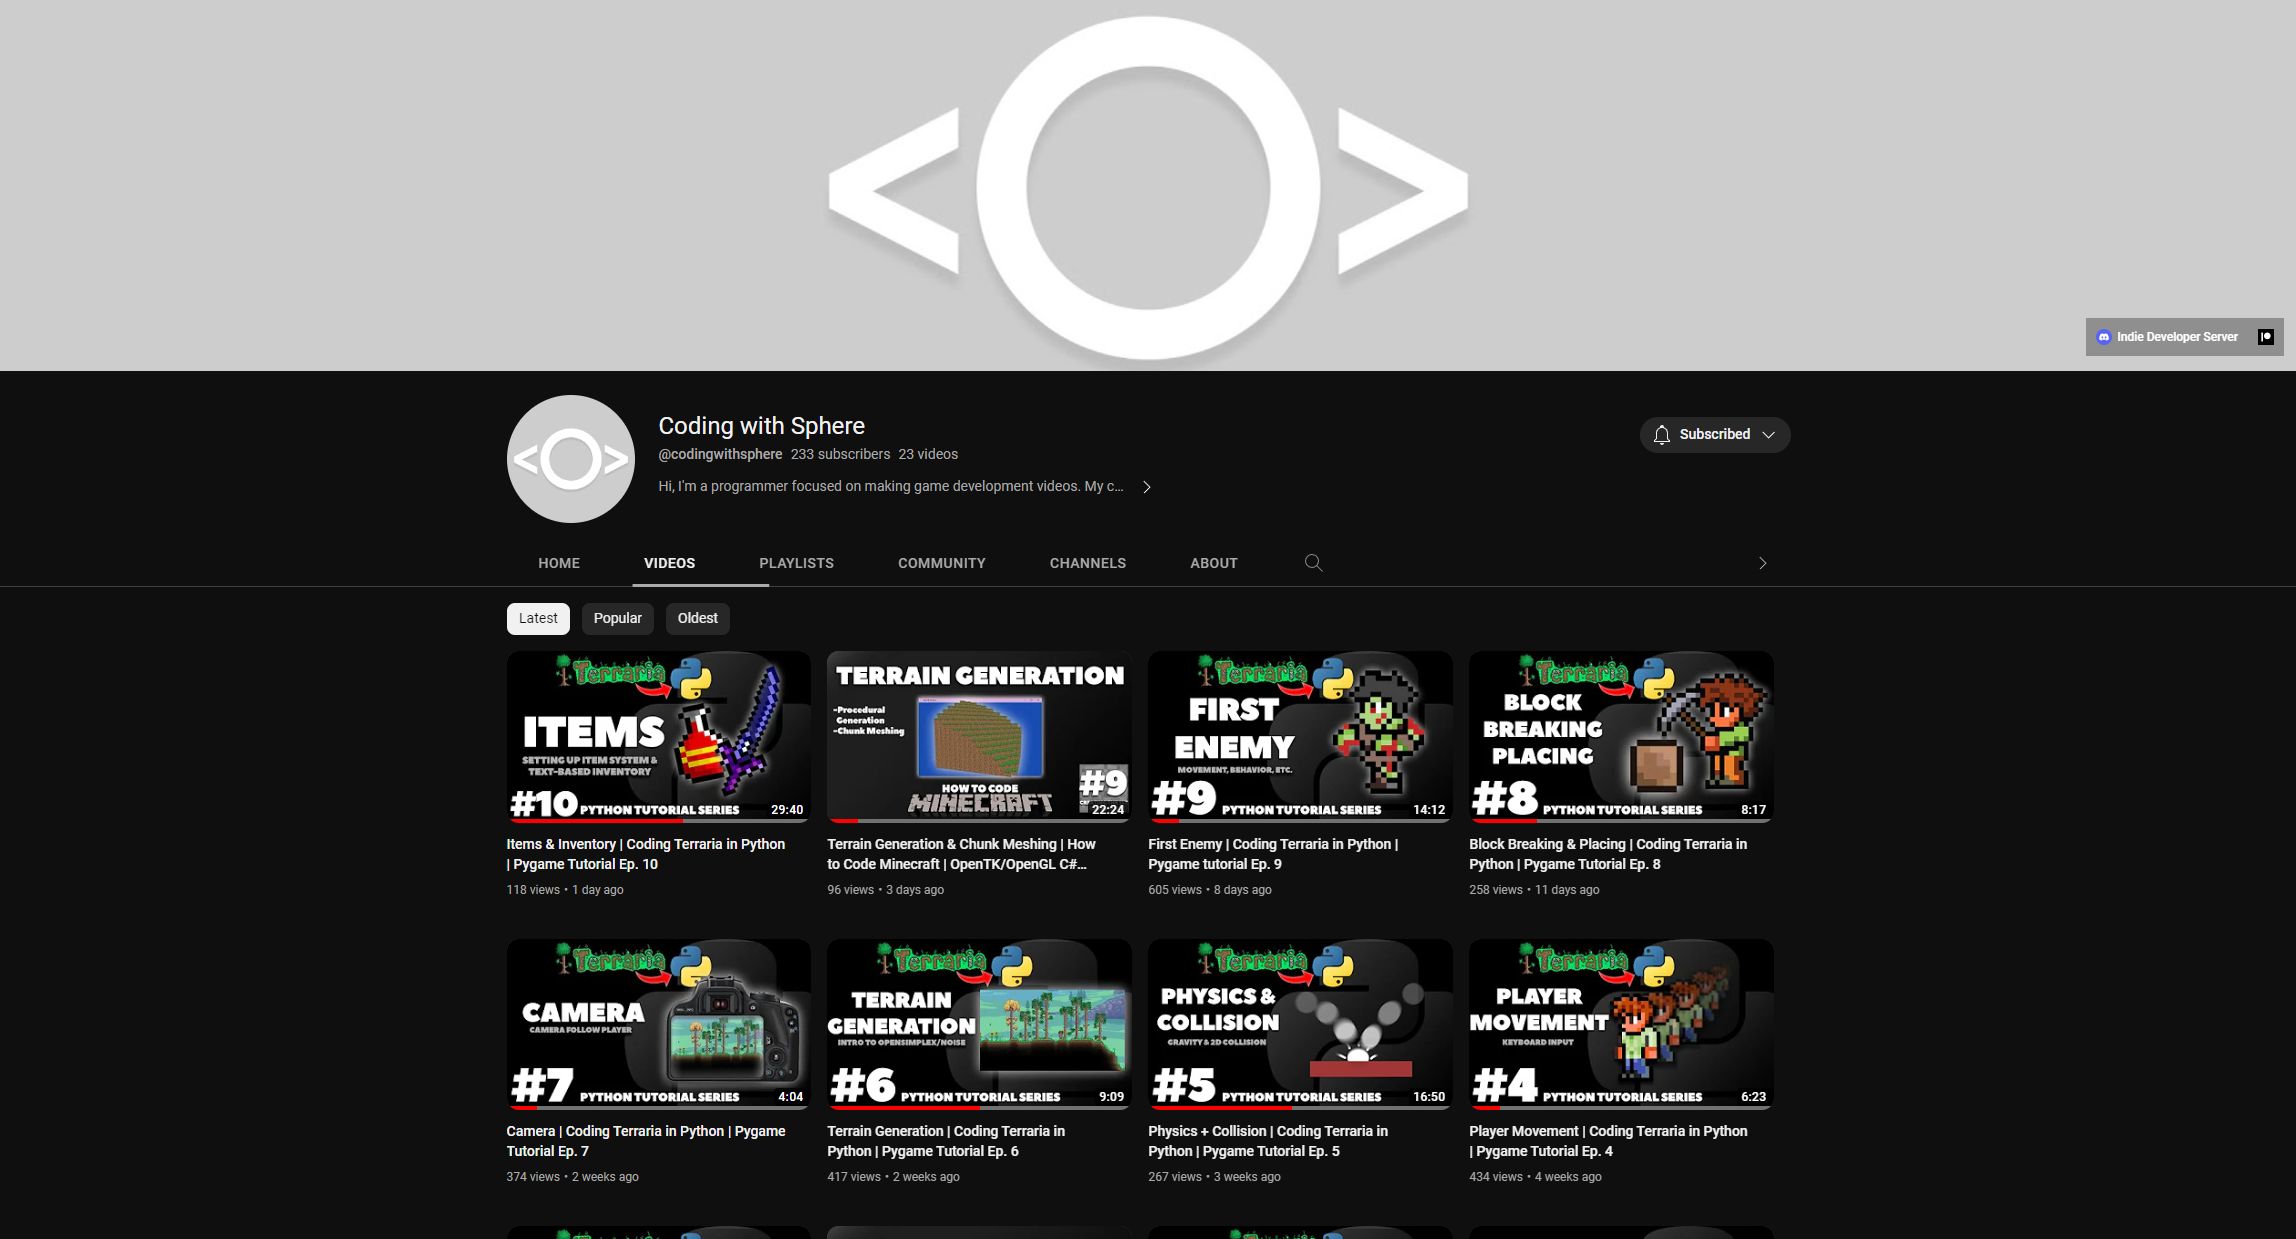 <O>
Indie Developer Server
<O>
Coding with Sphere
@codingwithsphere 233 subscribers 23 videos
Hi, I'm a programmer focused on making game development videos. My c...
Subscribed
HOME VIDEOS PLAYLISTS COMMUNITY CHANNELS ABOUT
Latest Popular Oldest
Terraria
ITEMS
SETTING UP ITEM SYSTEM &
TEXT-BASED INVENTORY
#10 PYTHON TUTORIAL SERIES
29:40
Items & Inventory | Coding Terraria in Python
| Pygame Tutorial Ep. 10
118 views • 1 day ago
TERRAIN GENERATION
-Procedural
Generation
-Chunk Meshing
HOW TO CODE
MINECRAFT
#9
22:24
Terrain Generation & Chunk Meshing | How
to Code Minecraft | OpenTK/OpenGL C#...
96 views • 3 days ago
Terraria
FIRST
ENEMY
MOVEMENT, BEHAVIOR, ETC.
#9 PYTHON TUTORIAL SERIES
14:12
First Enemy | Coding Terraria in Python |
Pygame tutorial Ep. 9
605 views • 8 days ago
Terraria
BLOCK
BREAKING
PLACING
#8 PYTHON TUTORIAL SERIES
8:17
Block Breaking & Placing | Coding Terraria in
Python | Pygame Tutorial Ep. 8
258 views • 11 days ago
Terraria
CAMERA
CAMERA FOLLOW PLAYER
#7 PYTHON TUTORIAL SERIES
4:04
Camera | Coding Terraria in Python | Pygame
Tutorial Ep. 7
374 views • 2 weeks ago
Terraria
TERRAIN
GENERATION
INTRO TO OPENSIMPLEX/NOISE
#6 PYTHON TUTORIAL SERIES
9:09
Terrain Generation | Coding Terraria in
Python | Pygame Tutorial Ep. 6
417 views • 2 weeks ago
Terraria
PHYSICS &
COLLISION
GRAVITY & 2D COLLISION
#5 PYTHON TUTORIAL SERIES
16:50
Physics + Collision | Coding Terraria in
Python | Pygame Tutorial Ep. 5
267 views • 3 weeks ago
Terraria
PLAYER
MOVEMENT
KEYBOARD INPUT
#4 PYTHON TUTORIAL SERIES
6:23
Player Movement | Coding Terraria in Python
| Pygame Tutorial Ep. 4
434 views • 4 weeks ago